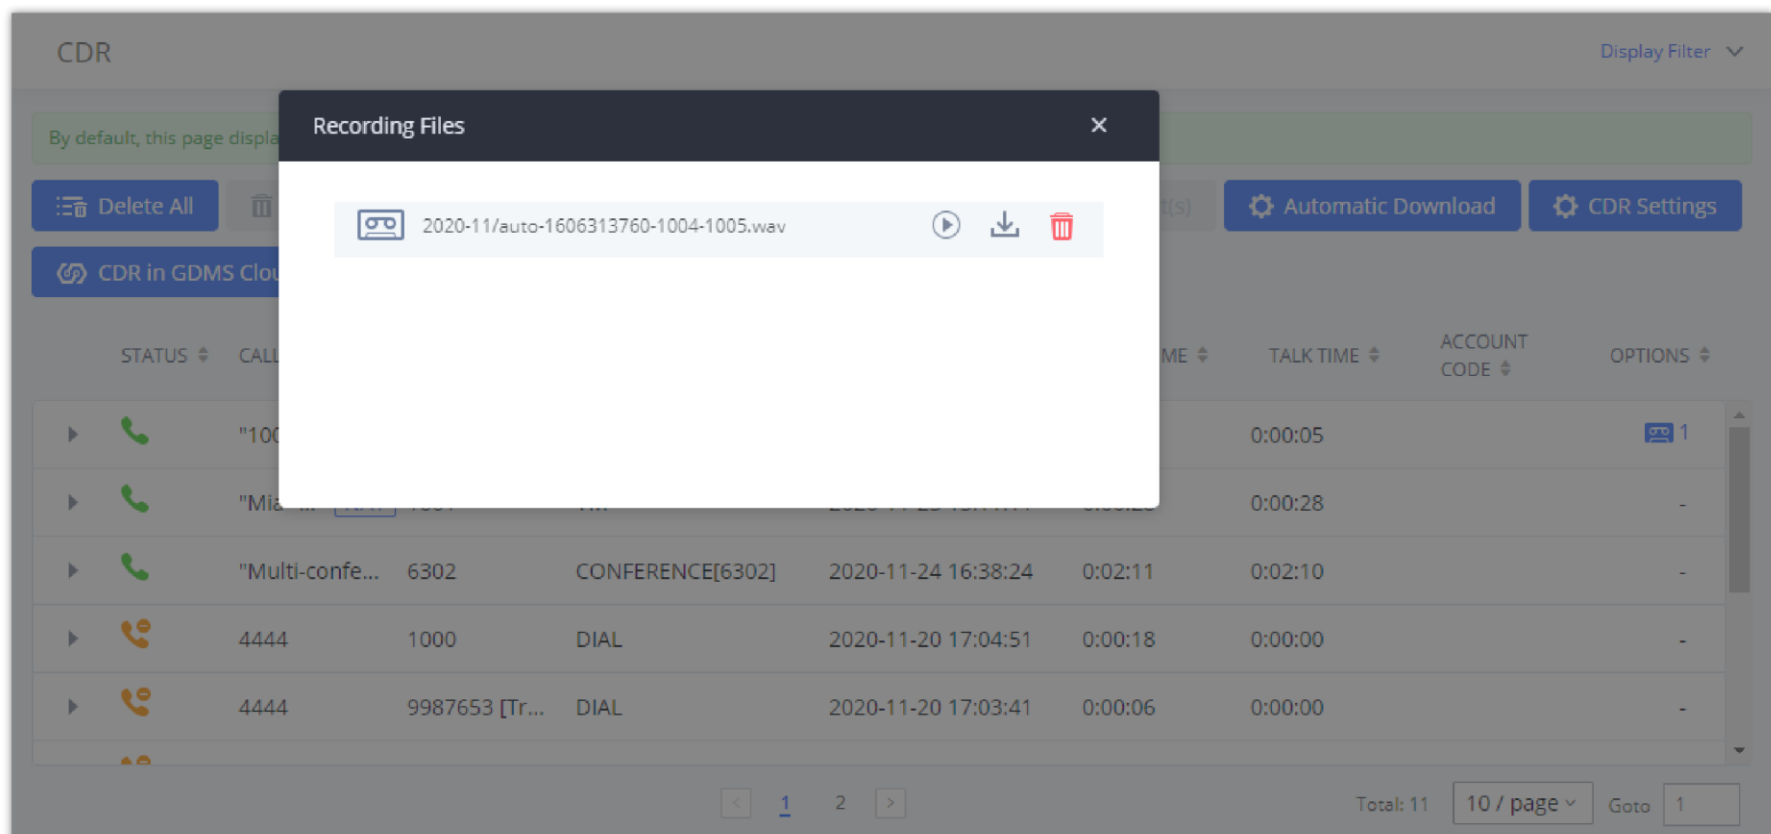 CDR
Display Filter
Recording Files
By default, this page displa
2020-11/auto-1606313760-1004-1005.wav
Delete All
t(s)
Automatic Download
CDR Settings
CDR in GDMS Clou
STATUS CALL ME TALK TIME ACCOUNT CODE OPTIONS
"100 0:00:05 1
"Mia 0:00:28 -
"Multi-confe... 6302 CONFERENCE[6302] 2020-11-24 16:38:24 0:02:11 0:02:10 -
4444 1000 DIAL 2020-11-20 17:04:51 0:00:18 0:00:00 -
4444 9987653 [Tr... DIAL 2020-11-20 17:03:41 0:00:06 0:00:00 -
< 1 2 > Total: 11 10 / page Goto 1